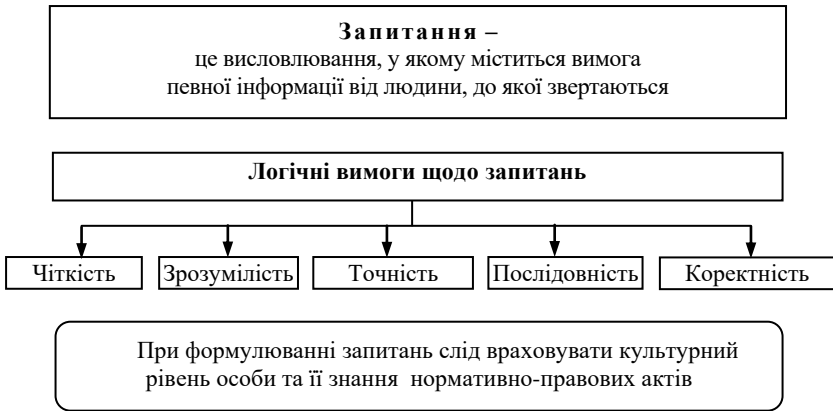 Запитання –
це висловлювання, у якому міститься вимога
певної інформації від людини, до якої звертаються
Логічні вимоги щодо запитань
Чіткість
Зрозумілість
Точність
Послідовність
Коректність
При формулюванні запитань слід враховувати культурний
рівень особи та її знання нормативно-правових актів